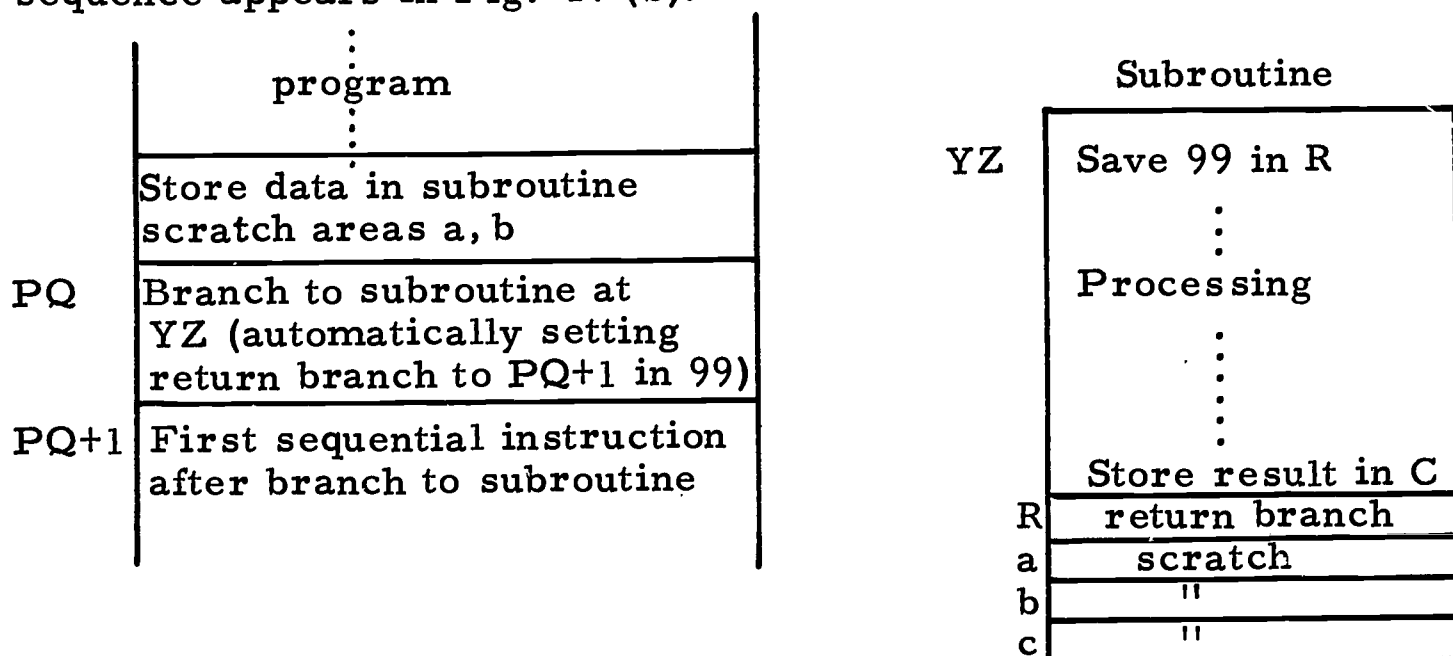 program
Store data in subroutine
scratch areas a, b
PQ Branch to subroutine at
YZ (automatically setting
return branch to PQ+1 in 99)
PQ+1 First sequential instruction
after branch to subroutine
Subroutine
YZ Save 99 in R
Processing
Store result in C
R return branch
a scratch
b "
c "